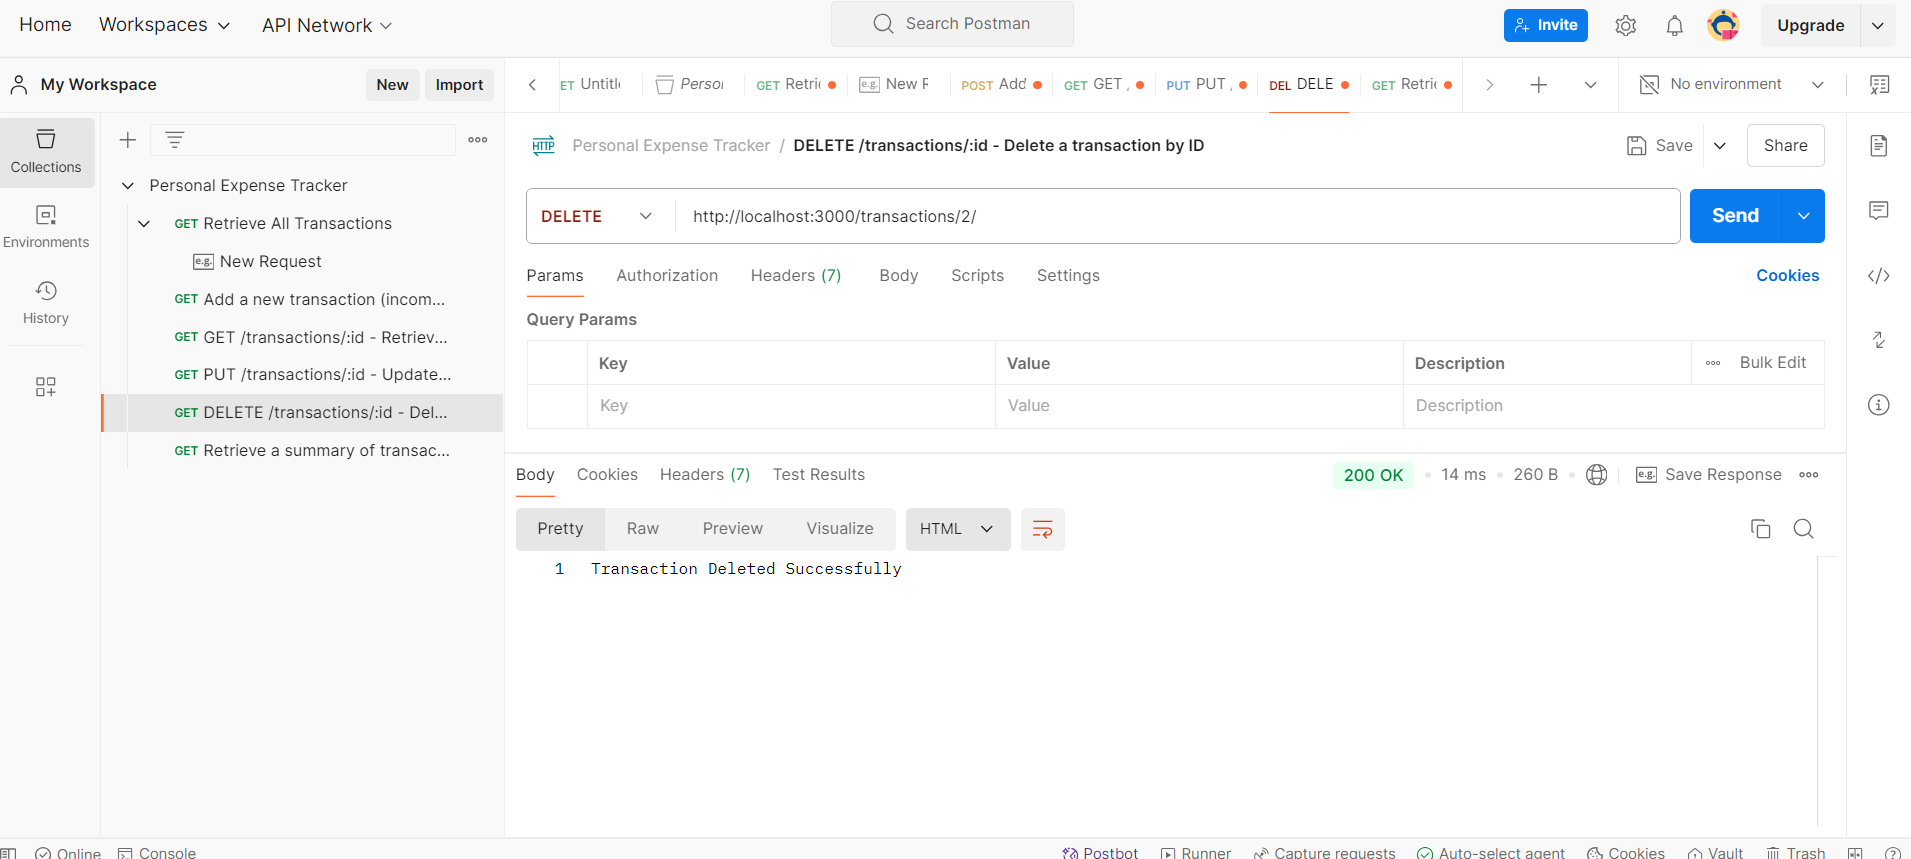 Home Workspaces API Network Search Postman Invite Upgrade
My Workspace New Import ET Untitl Person GET Retri e.g. New R POST Add GET GET / PUT PUT / DEL DELE GET Retri No environment
Collections
Environments
History
Personal Expense Tracker
GET Retrieve All Transactions
e.g. New Request
GET Add a new transaction (incom...
GET GET /transactions/:id - Retriev...
GET PUT /transactions/:id - Update...
GET DELETE /transactions/:id - Del...
GET Retrieve a summary of transac...
HTTP Personal Expense Tracker / DELETE /transactions/:id - Delete a transaction by ID Save Share
DELETE http://localhost:3000/transactions/2/ Send
Params Authorization Headers (7) Body Scripts Settings Cookies
Query Params
Key Value Description Bulk Edit
Key Value Description
Body Cookies Headers (7) Test Results 200 OK 14 ms 260 B e.g. Save Response
Pretty Raw Preview Visualize HTML
1 Transaction Deleted Successfully
Online Console Postbot Runner Capture requests Auto-select agent Cookies Vault Trash